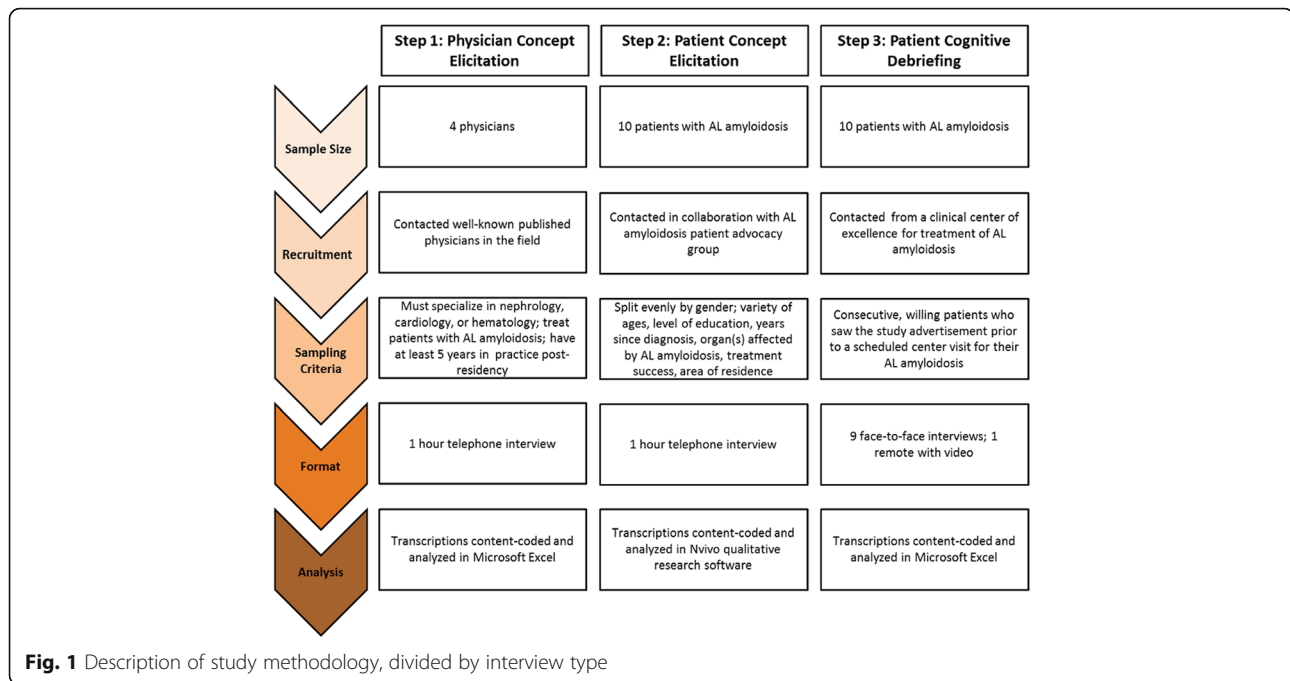 Step 1: Physician Concept
Elicitation
Step 2: Patient Concept
Elicitation
Step 3: Patient Cognitive
Debriefing
Sample Size
4 physicians
10 patients with AL amyloidosis
10 patients with AL amyloidosis
Recruitment
Contacted well-known published
physicians in the field
Contacted in collaboration with AL
amyloidosis patient advocacy
group
Contacted from a clinical center of
excellence for treatment of AL
amyloidosis
Sampling
Criteria
Must specialize in nephrology,
cardiology, or hematology; treat
patients with AL amyloidosis; have
at least 5 years in practice post-
residency
Split evenly by gender; variety of
ages, level of education, years
since diagnosis, organ(s) affected
by AL amyloidosis, treatment
success, area of residence
Consecutive, willing patients who
saw the study advertisement prior
to a scheduled center visit for their
AL amyloidosis
Format
1 hour telephone interview
1 hour telephone interview
9 face-to-face interviews; 1
remote with video
Analysis
Transcriptions content-coded and
analyzed in Microsoft Excel
Transcriptions content-coded and
analyzed in Nvivo qualitative
research software
Transcriptions content-coded and
analyzed in Microsoft Excel
Fig. 1 Description of study methodology, divided by interview type